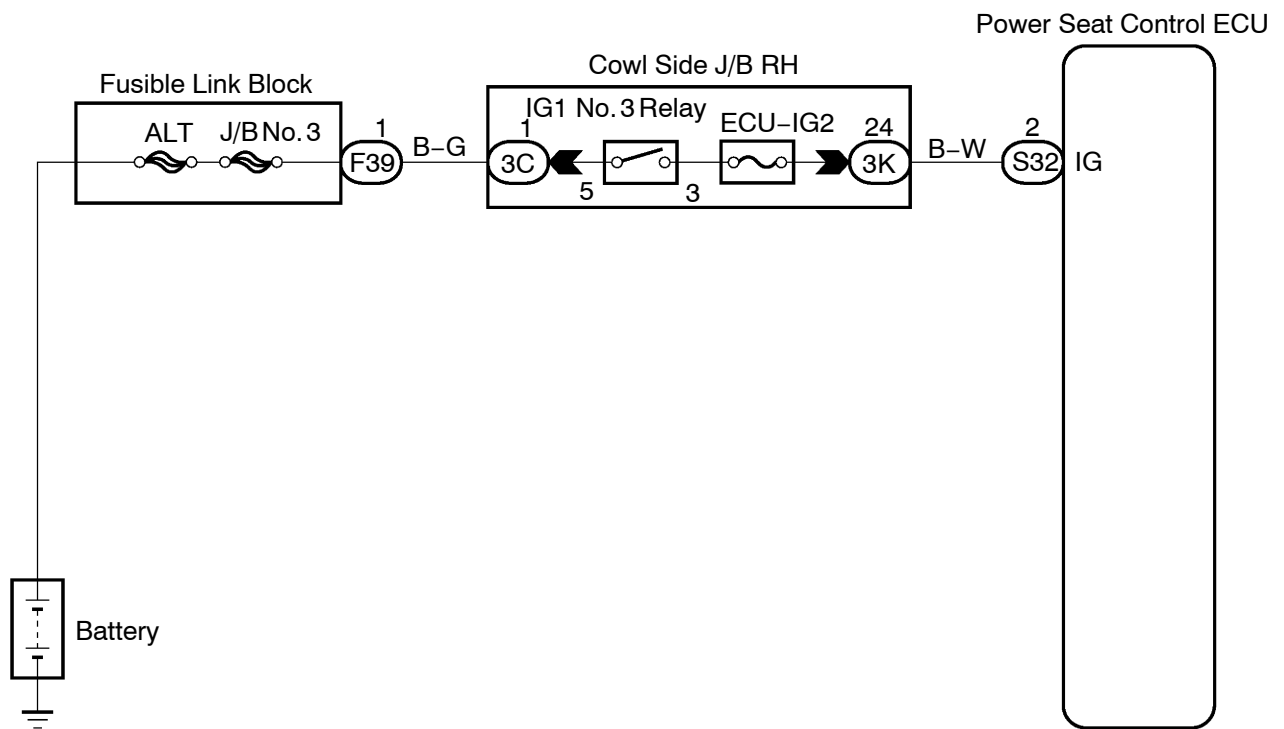 Power Seat Control ECU
Cowl Side J/B RH
Fusible Link Block
IG1 No. 3 Relay
ALT J/B No. 3
1
1
ECU-IG2
24
2
F39
B-G
3C
3K
B-W
S32
IG
5
3
Battery